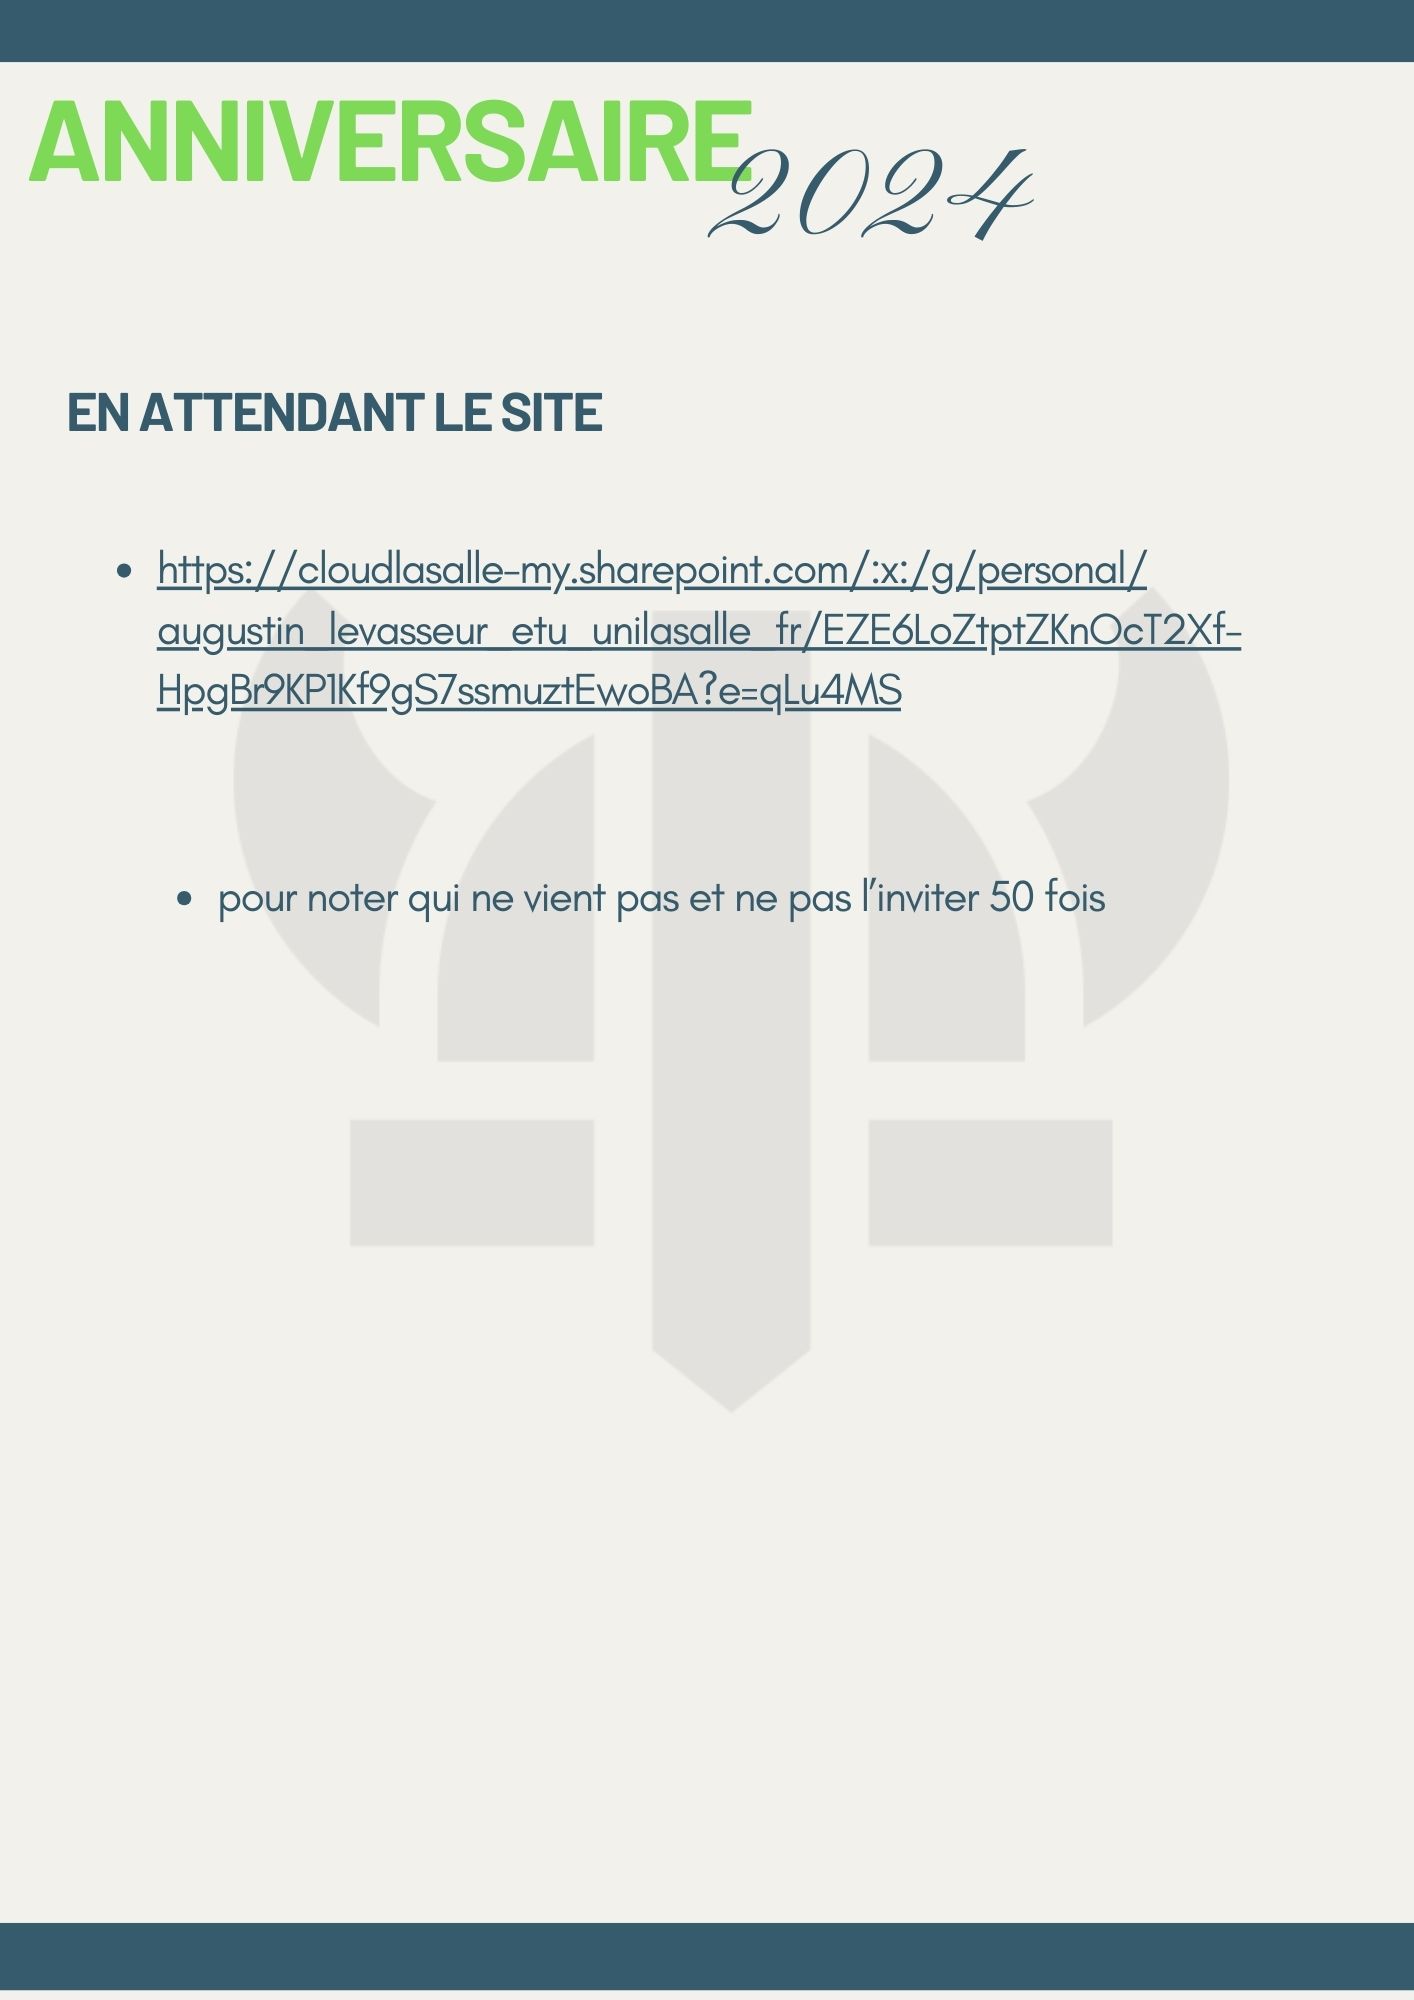 ANNIVERSAIRE
2024
EN ATTENDANT LE SITE
• https://cloudlasalle-my.sharepoint.com/:x:/g/personal/
augustin_levasseur_etu_unilasalle_fr/EZE6LoZtptZKnOcT2Xf-
HpgBr9KP1Kf9gS7ssmuztEwoBA?e=qLu4MS
• pour noter qui ne vient pas et ne pas l’inviter 50 fois